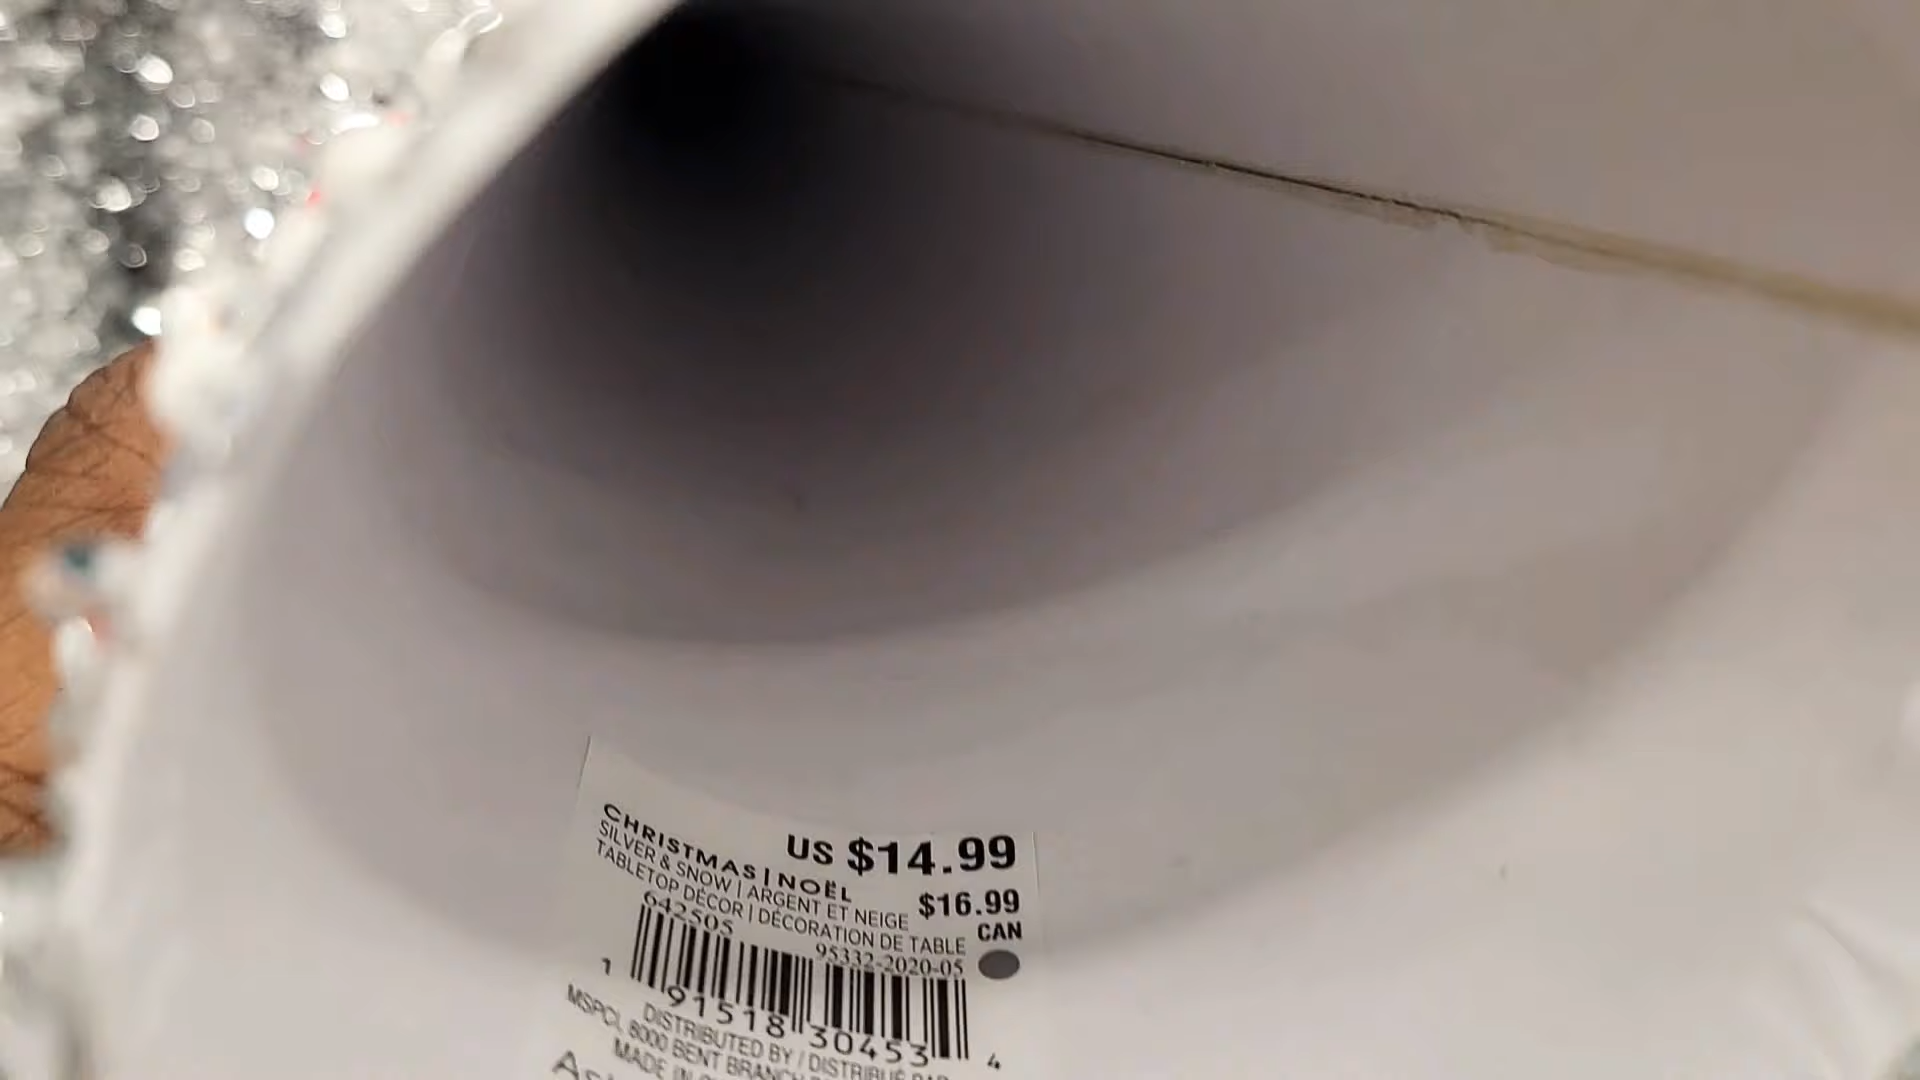 CHRISTMAS | NOËL
US $14.99
SILVER & SNOW | ARGENT ET NEIGE
$16.99
TABLETOP DÉCOR | DÉCORATION DE TABLE
CAN
642505
95332-2020-05
1 91518 30453 4
DISTRIBUTED BY / DISTRIBUÉ PAR
MSPCI, 8000 BENT BRANCH
MADE IN